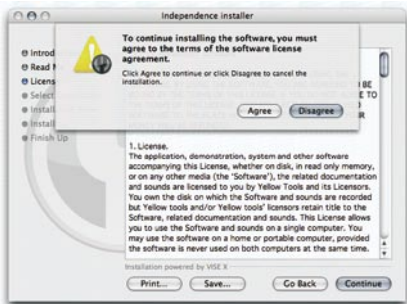 Independence installer
To continue installing the software, you must
agree to the terms of the software license
agreement.
Click Agree to continue or click Disagree to cancel the
installation.
Agree Disagree
Introd
Read M
Licens
Select
Install
Install
Finish Up
BE
TO
1. License.
The application, demonstration, system and other software
accompanying this License, whether on disk, in read only memory,
or on any other media (the 'Software'), the related documentation
and sounds are licensed to you by Yellow Tools and its Licensors.
You own the disk on which the Software and sounds are recorded
but Yellow tools and/or Yellow tools' licensors retain title to the
Software, related documentation and sounds. This License allows
you to use the Software and sounds on a single computer. You
may use the software on a home or portable computer, provided
the software is never used on both computers at the same time.
Installation powered by VISE X
Print... Save... Go Back Continue